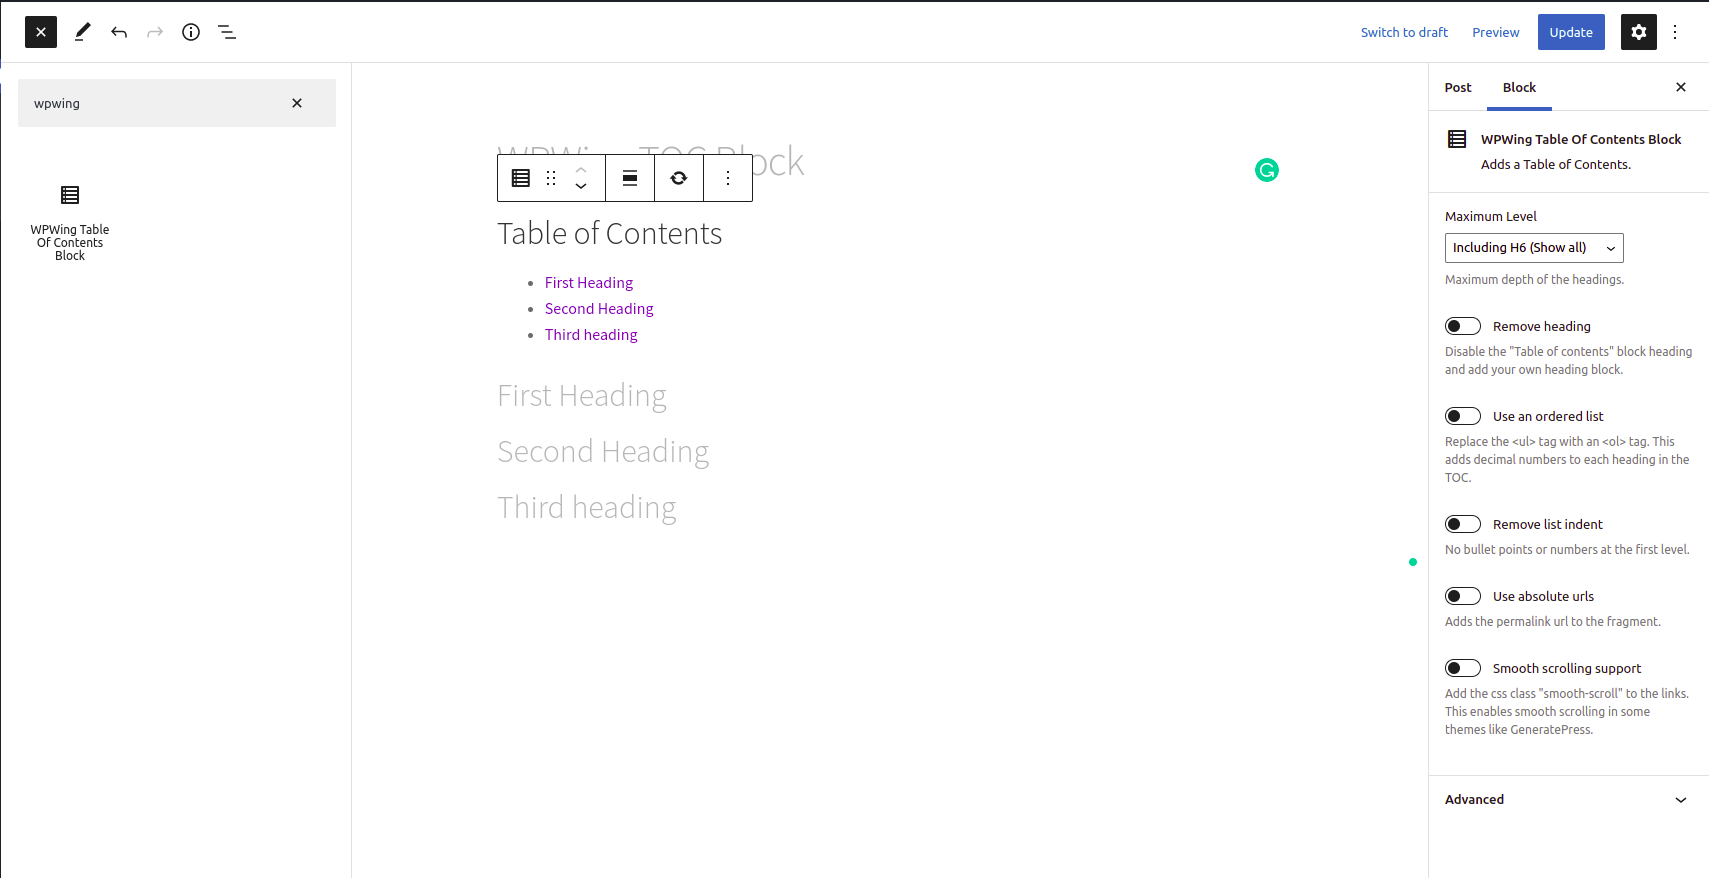 Switch to draft
Preview
Update
wpwing
WPWing Table
Of Contents
Block
WPWing TOC Block
Table of Contents
First Heading
Second Heading
Third heading
First Heading
Second Heading
Third heading
Post
Block
WPWing Table Of Contents Block
Adds a Table of Contents.
Maximum Level
Including H6 (Show all)
Maximum depth of the headings.
Remove heading
Disable the "Table of contents" block heading
and add your own heading block.
Use an ordered list
Replace the <ul> tag with an <ol> tag. This
adds decimal numbers to each heading in the
TOC.
Remove list indent
No bullet points or numbers at the first level.
Use absolute urls
Adds the permalink url to the fragment.
Smooth scrolling support
Add the css class "smooth-scroll" to the links.
This enables smooth scrolling in some
themes like GeneratePress.
Advanced